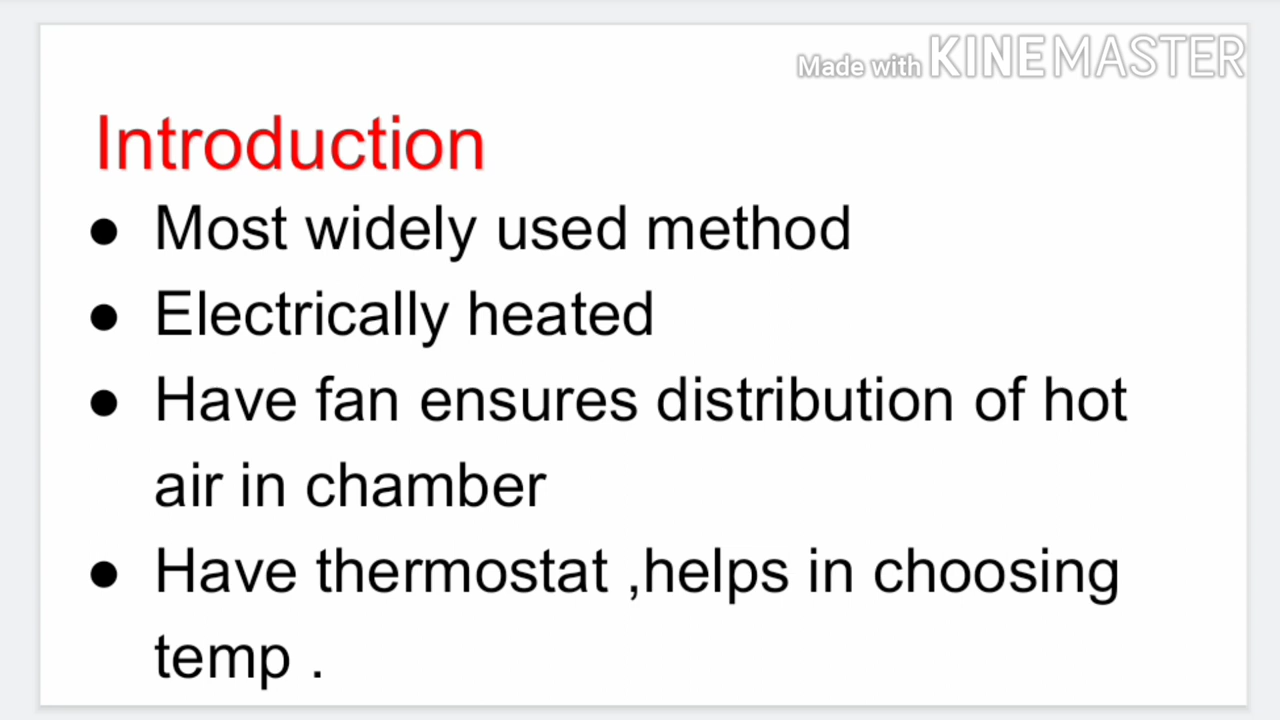 Made with KINEMASTER
Introduction
● Most widely used method
● Electrically heated
● Have fan ensures distribution of hot
air in chamber
● Have thermostat ,helps in choosing
temp .